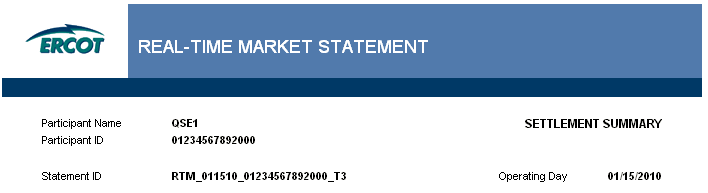 ERCOT
REAL-TIME MARKET STATEMENT
Participant Name QSE1 SETTLEMENT SUMMARY
Participant ID 01234567892000
Statement ID RTM_011510_01234567892000_T3 Operating Day 01/15/2010